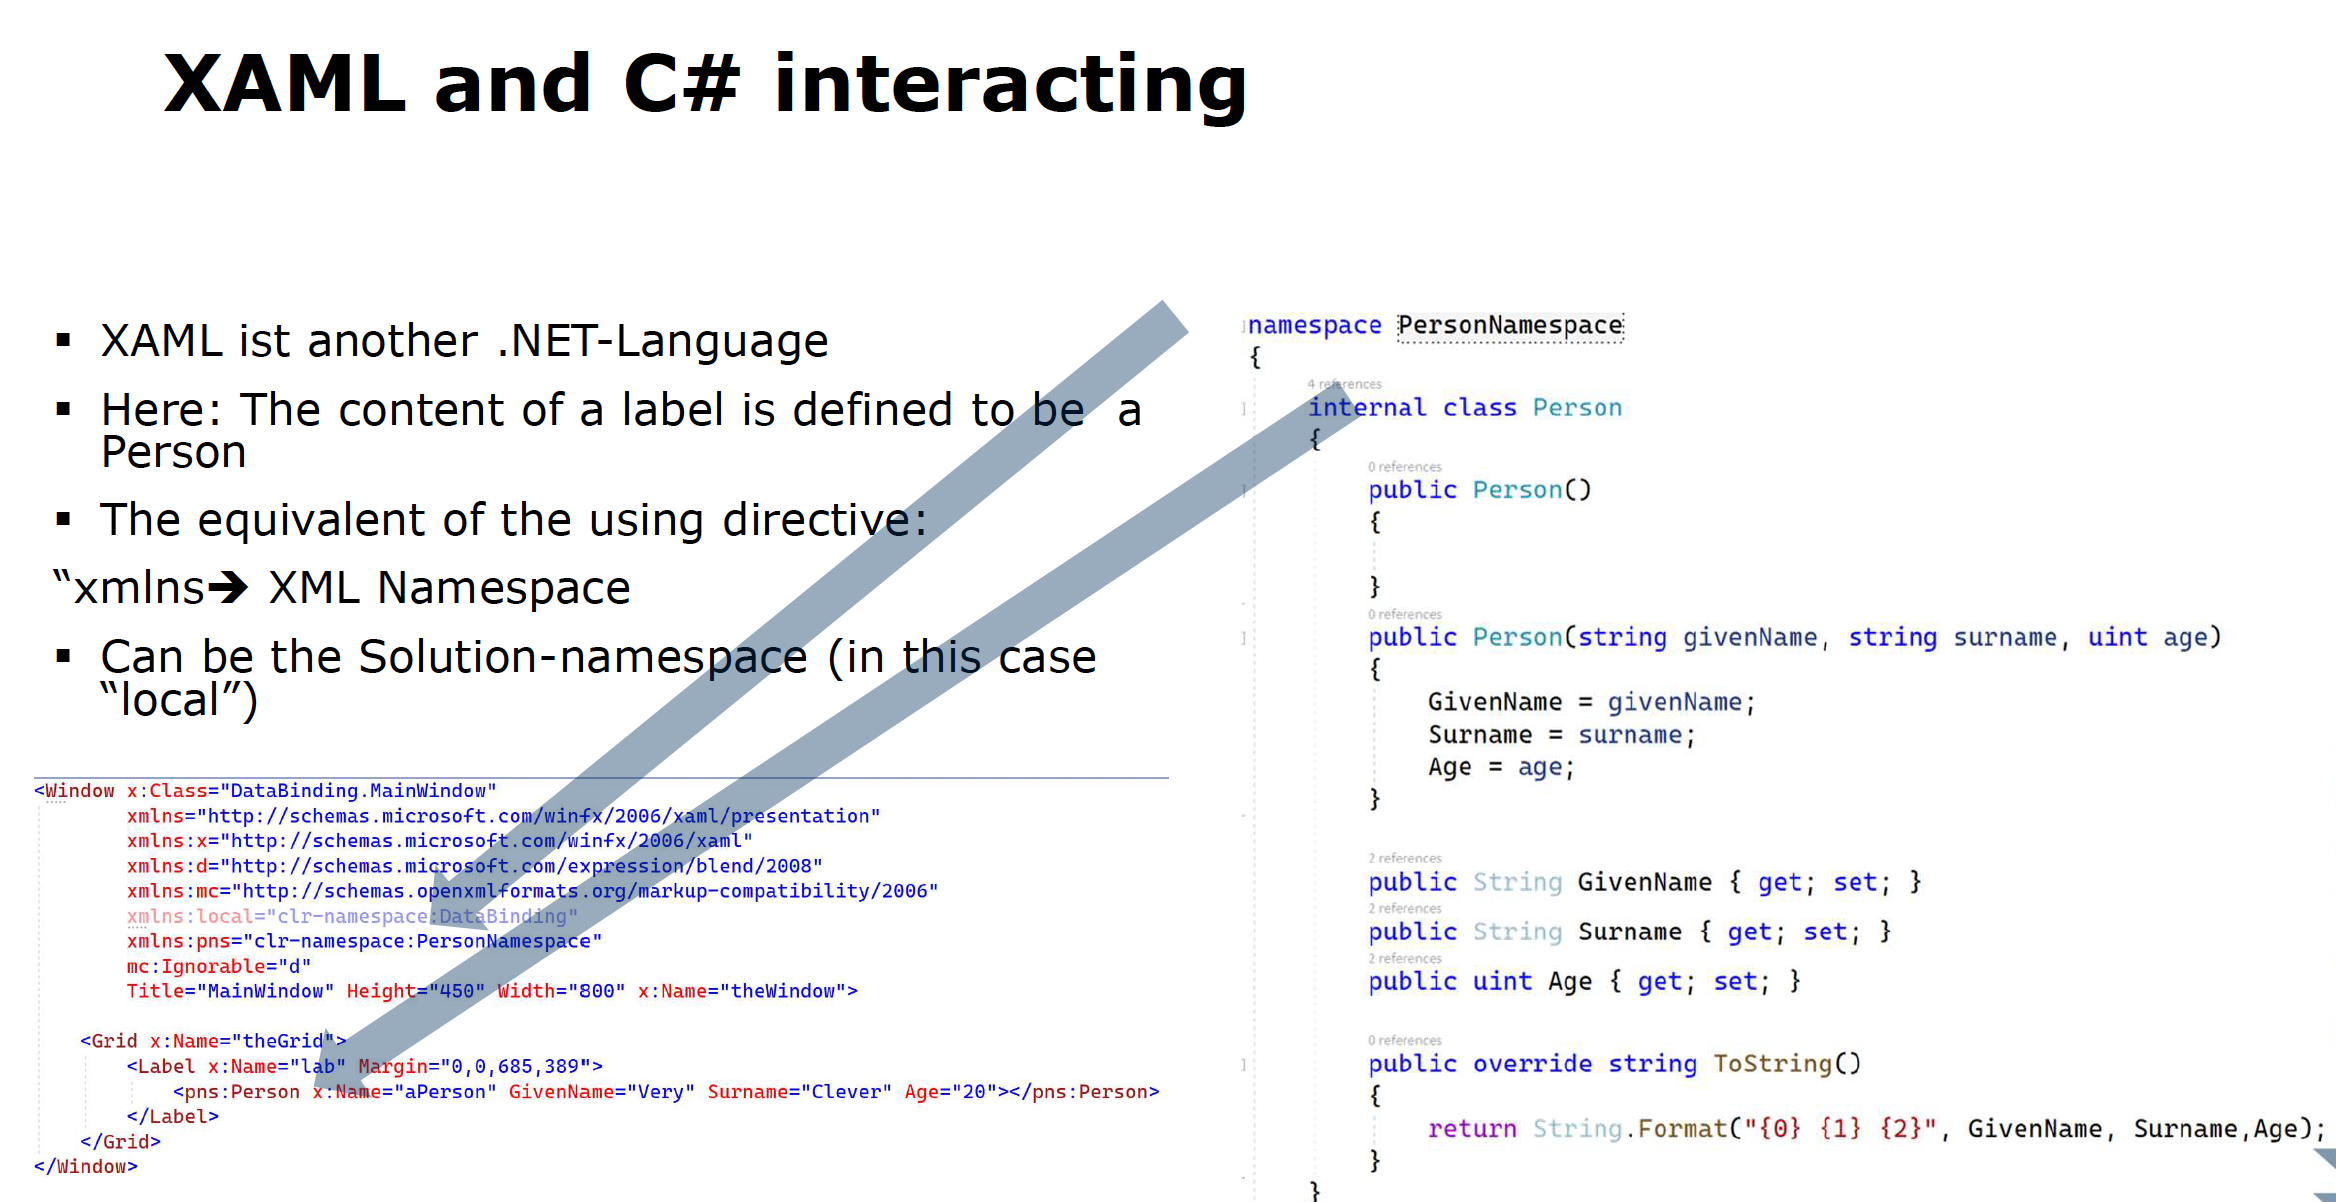 XAML and C# interacting
▪ XAML ist another .NET-Language
▪ Here: The content of a label is defined to be a
Person
▪ The equivalent of the using directive:
“xmlns➔ XML Namespace
▪ Can be the Solution-namespace (in this case
“local”)
<Window x:Class="DataBinding.MainWindow"
xmlns="http://schemas.microsoft.com/winfx/2006/xaml/presentation"
xmlns:x="http://schemas.microsoft.com/winfx/2006/xaml"
xmlns:d="http://schemas.microsoft.com/expression/blend/2008"
xmlns:mc="http://schemas.openxmlformats.org/markup-compatibility/2006"
xmlns:local="clr-namespace:DataBinding"
xmlns:pns="clr-namespace:PersonNamespace"
mc:Ignorable="d"
Title="MainWindow" Height="450" Width="800" x:Name="theWindow">
<Grid x:Name="theGrid">
<Label x:Name="lab" Margin="0,0,685,389">
<pns:Person x:Name="aPerson" GivenName="Very" Surname="Clever" Age="20"></pns:Person>
</Label>
</Grid>
</Window>
namespace PersonNamespace
{
4 references
internal class Person
{
0 references
public Person()
{
}
0 references
public Person(string givenName, string surname, uint age)
{
GivenName = givenName;
Surname = surname;
Age = age;
}
2 references
public String GivenName { get; set; }
2 references
public String Surname { get; set; }
2 references
public uint Age { get; set; }
0 references
public override string ToString()
{
return String.Format("{0} {1} {2}", GivenName, Surname,Age);
}
}